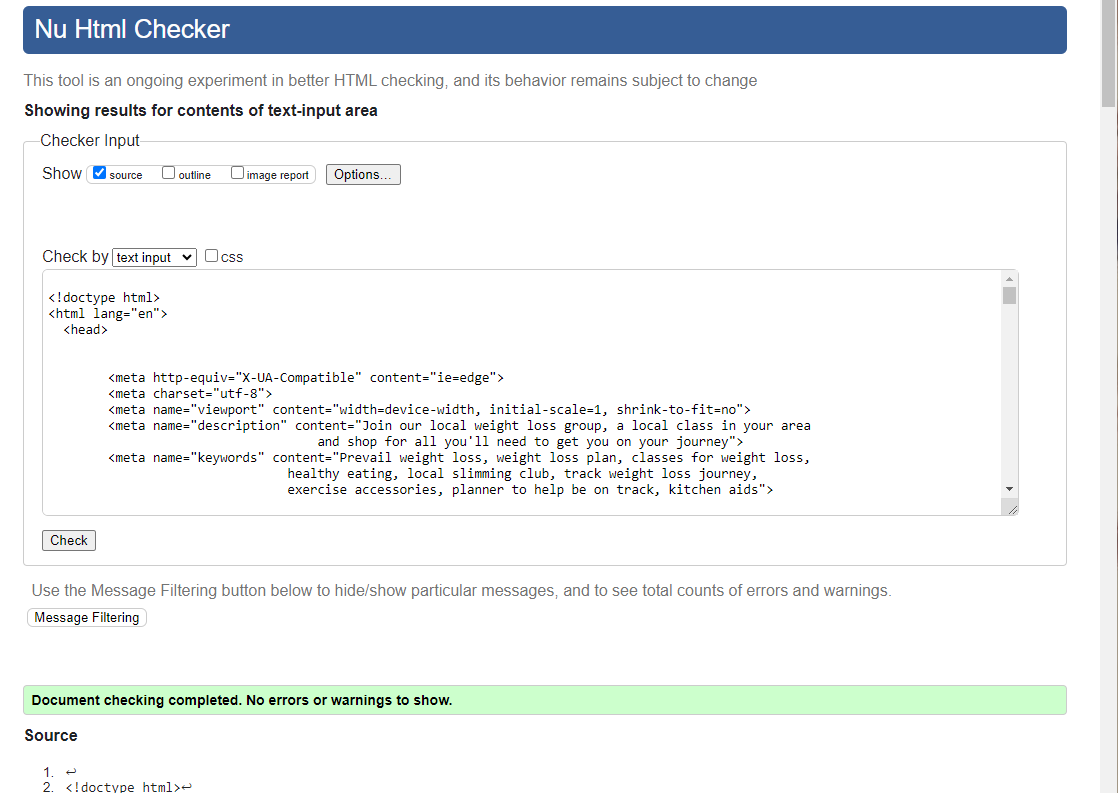 Nu Html Checker
This tool is an ongoing experiment in better HTML checking, and its behavior remains subject to change
Showing results for contents of text-input area
Checker Input
Show source outline image report Options...
Check by text input css
<!doctype html>
<html lang="en">
<head>
<meta http-equiv="X-UA-Compatible" content="ie=edge">
<meta charset="utf-8">
<meta name="viewport" content="width=device-width, initial-scale=1, shrink-to-fit=no">
<meta name="description" content="Join our local weight loss group, a local class in your area
and shop for all you'll need to get you on your journey">
<meta name="keywords" content="Prevail weight loss, weight loss plan, classes for weight loss,
healthy eating, local slimming club, track weight loss journey,
exercise accessories, planner to help be on track, kitchen aids">
Check
Use the Message Filtering button below to hide/show particular messages, and to see total counts of errors and warnings.
Message Filtering
Document checking completed. No errors or warnings to show.
Source
1. ↩
2. <!doctype html>↩